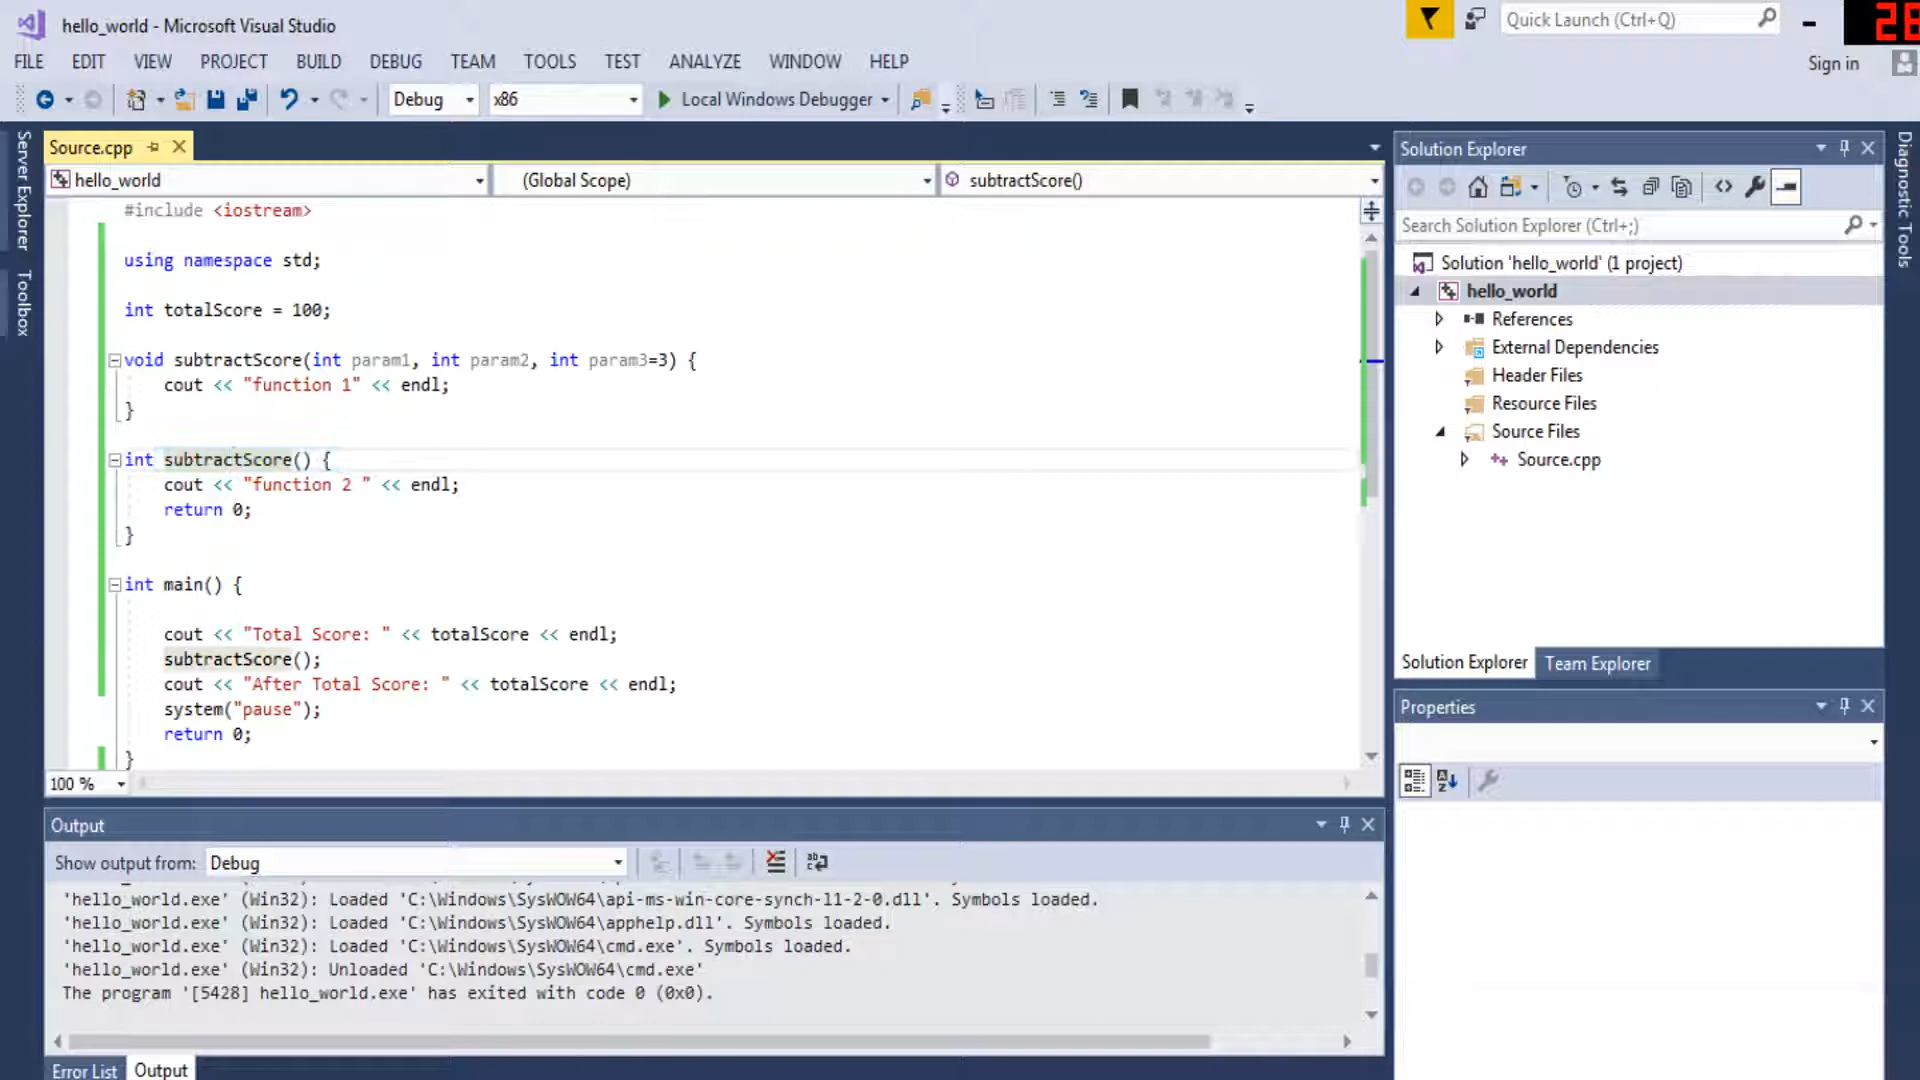 hello_world - Microsoft Visual Studio
Quick Launch (Ctrl+Q)
28
FILE EDIT VIEW PROJECT BUILD DEBUG TEAM TOOLS TEST ANALYZE WINDOW HELP
Sign in
Debug x86 Local Windows Debugger
Server Explorer
Toolbox
Source.cpp
hello_world (Global Scope) subtractScore()
#include <iostream>
using namespace std;
int totalScore = 100;
void subtractScore(int param1, int param2, int param3=3) {
cout << "function 1" << endl;
}
int subtractScore() {
cout << "function 2 " << endl;
return 0;
}
int main() {
cout << "Total Score: " << totalScore << endl;
subtractScore();
cout << "After Total Score: " << totalScore << endl;
system("pause");
return 0;
}
100 %
Output
Show output from: Debug
'hello_world.exe' (Win32): Loaded 'C:\Windows\SysWOW64\api-ms-win-core-synch-l1-2-0.dll'. Symbols loaded.
'hello_world.exe' (Win32): Loaded 'C:\Windows\SysWOW64\apphelp.dll'. Symbols loaded.
'hello_world.exe' (Win32): Loaded 'C:\Windows\SysWOW64\cmd.exe'. Symbols loaded.
'hello_world.exe' (Win32): Unloaded 'C:\Windows\SysWOW64\cmd.exe'
The program '[5428] hello_world.exe' has exited with code 0 (0x0).
Error List Output
Solution Explorer
Search Solution Explorer (Ctrl+;)
Solution 'hello_world' (1 project)
hello_world
References
External Dependencies
Header Files
Resource Files
Source Files
Source.cpp
Solution Explorer Team Explorer
Properties
Diagnostic Tools